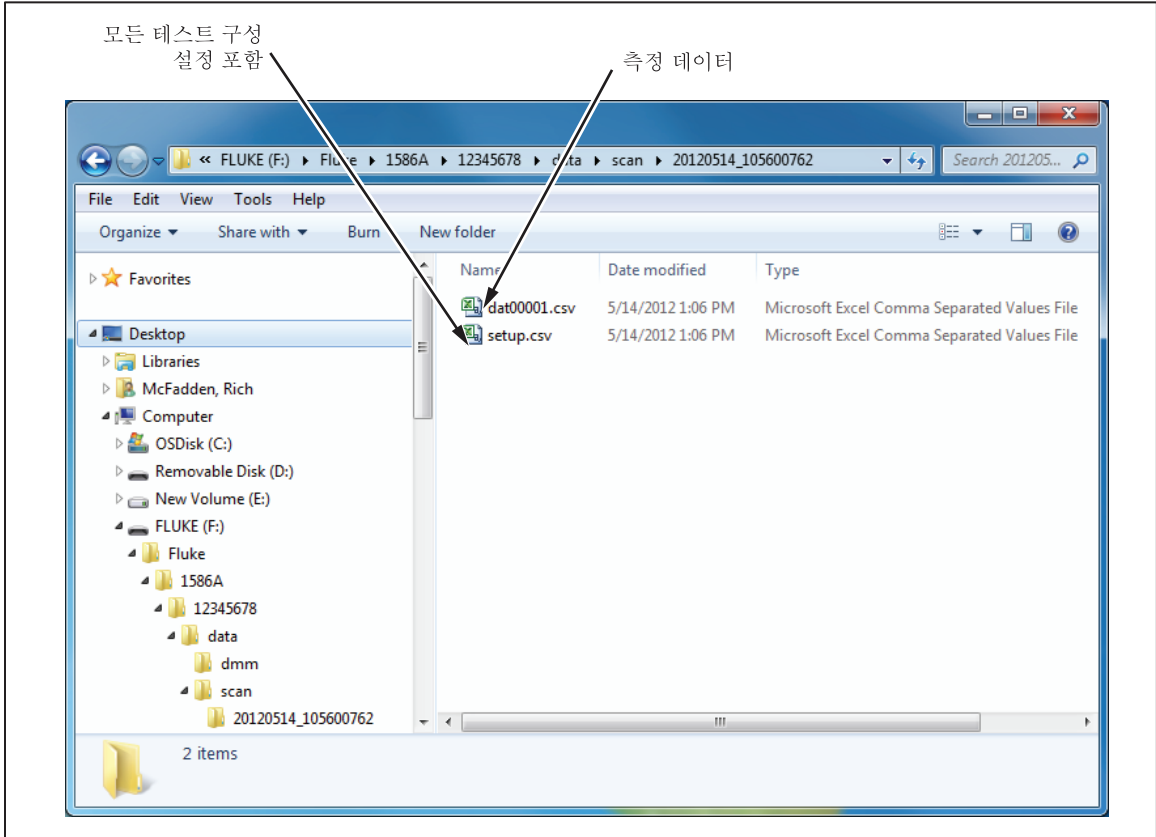 모든 테스트 구성
설정 포함
측정 데이터
« FLUKE (F:) ▸ Fluke ▸ 1586A ▸ 12345678 ▸ data ▸ scan ▸ 20120514_105600762
Search 201205...
File Edit View Tools Help
Organize Share with Burn New folder
Name Date modified Type
Favorites
dat00001.csv 5/14/2012 1:06 PM Microsoft Excel Comma Separated Values File
setup.csv 5/14/2012 1:06 PM Microsoft Excel Comma Separated Values File
Desktop
Libraries
McFadden, Rich
Computer
OSDisk (C:)
Removable Disk (D:)
New Volume (E:)
FLUKE (F:)
Fluke
1586A
12345678
data
dmm
scan
20120514_105600762
2 items